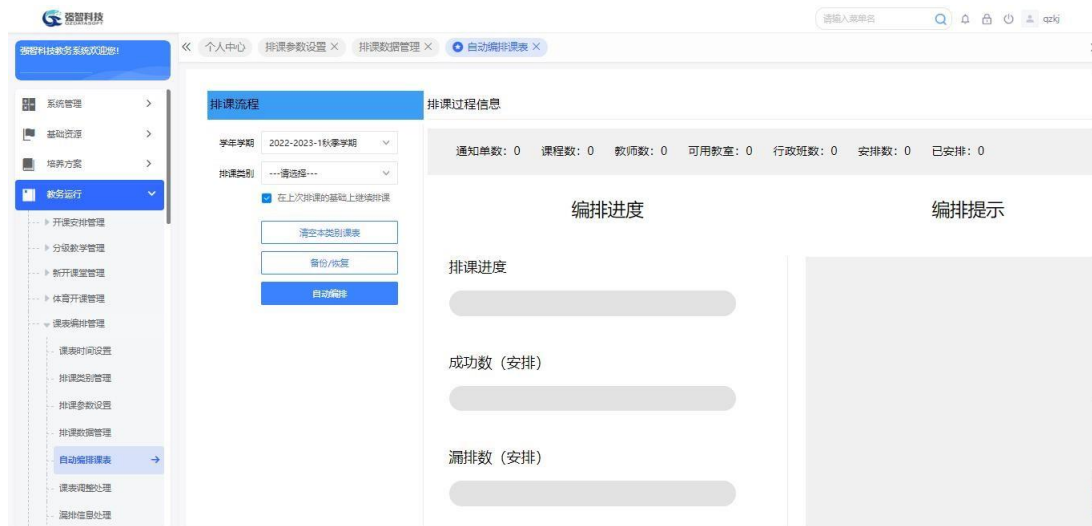 强智科技
QZDATASOFT
请输入菜单名
qzkj
强智科技教务系统欢迎您!
个人中心
排课参数设置
排课数据管理
自动编排课表
系统管理
基础资源
培养方案
教务运行
开课安排管理
分级教学管理
新开课堂管理
体育开课管理
课表编排管理
课表时间设置
排课类别管理
排课参数设置
排课数据管理
自动编排课表
课表调整处理
漏排信息处理
排课流程
学年学期 2022-2023-1秋季学期
排课类别 ---请选择---
在上次排课的基础上继续排课
清空本类别课表
备份/恢复
自动编排
排课过程信息
通知单数：0 课程数：0 教师数：0 可用教室：0 行政班数：0 安排数：0 已安排：0
编排进度
编排提示
排课进度
成功数（安排）
漏排数（安排）